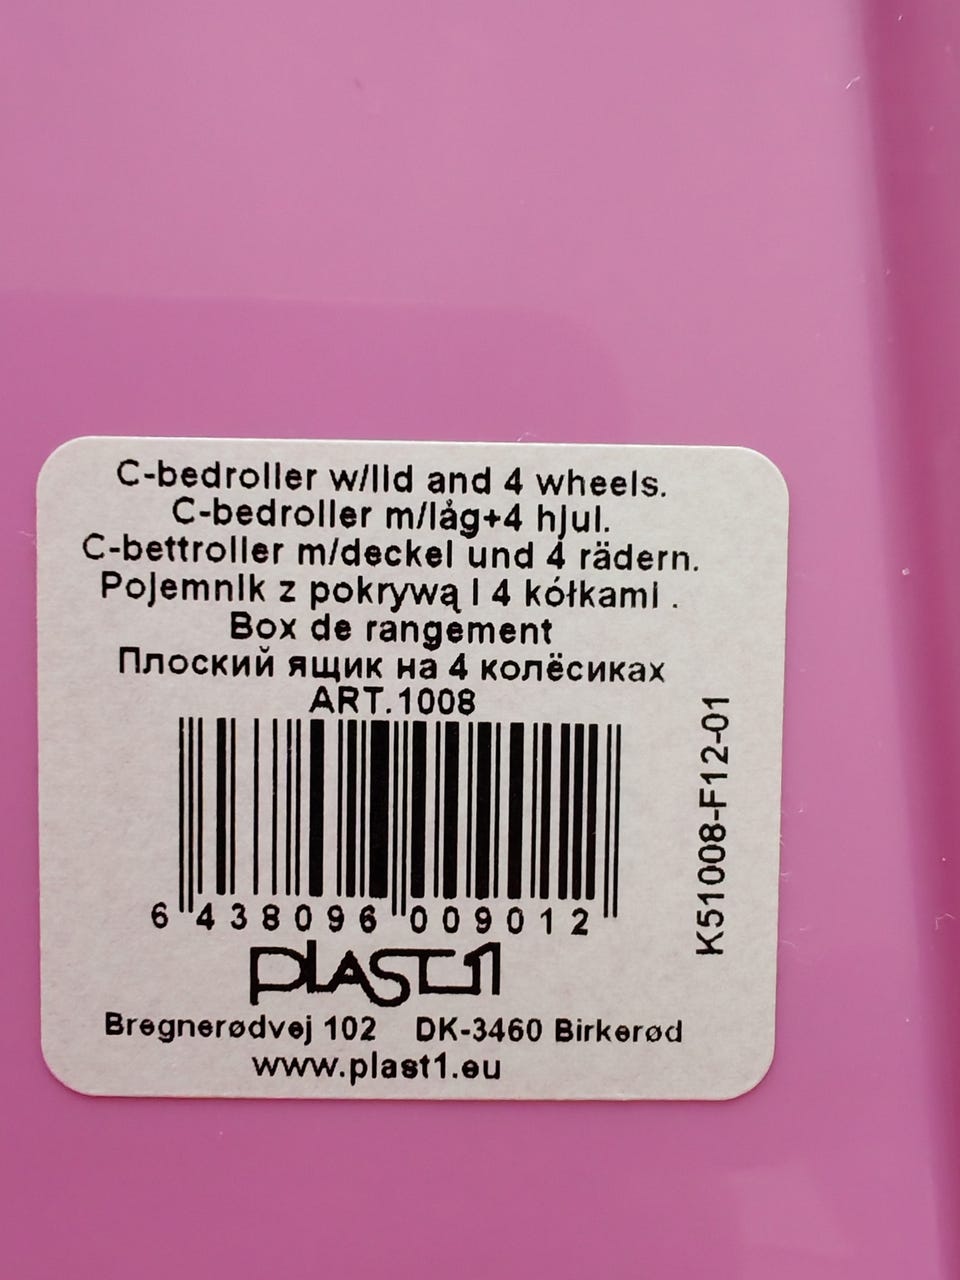 C-bedroller w/lid and 4 wheels.
C-bedroller m/låg+4 hjul.
C-bettroller m/deckel und 4 rädern.
Pojemnik z pokrywą i 4 kółkami .
Box de rangement
Плоский ящик на 4 колёсиках
ART.1008
6 438096 009012
K51008-F12-01
PLAST1
Bregnerødvej 102 DK-3460 Birkerød
www.plast1.eu